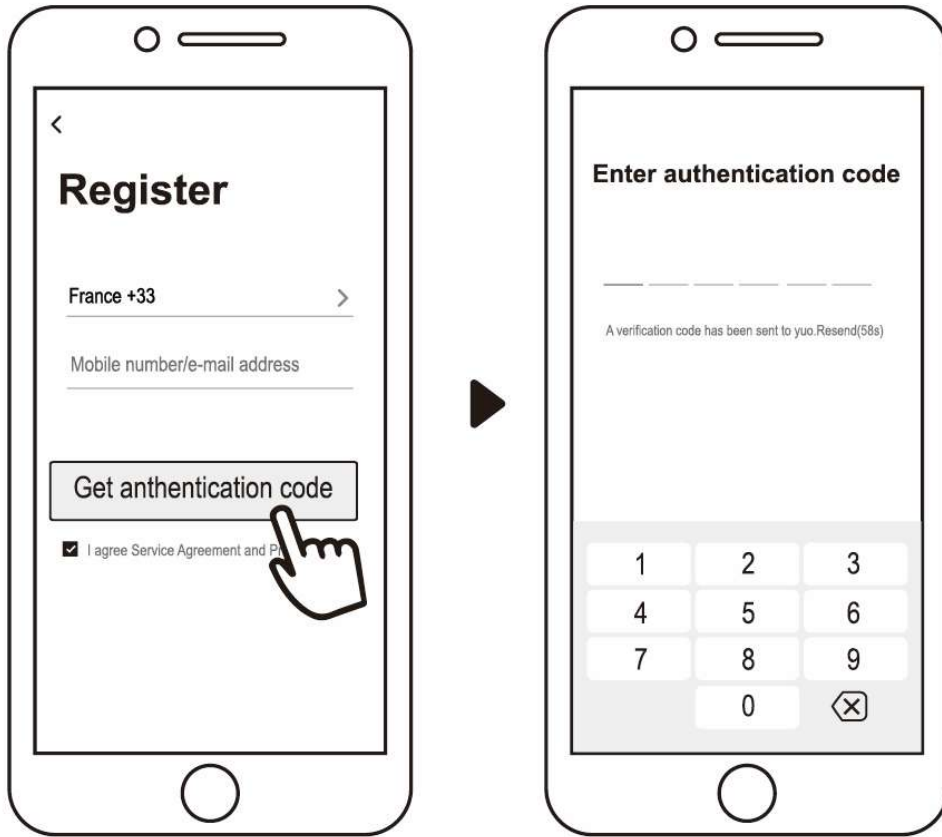 Register
France +33
Mobile number/e-mail address
Get anthentication code
I agree Service Agreement and
Enter authentication code
A verification code has been sent to yuo.Resend(58s)
1 2 3
4 5 6
7 8 9
0